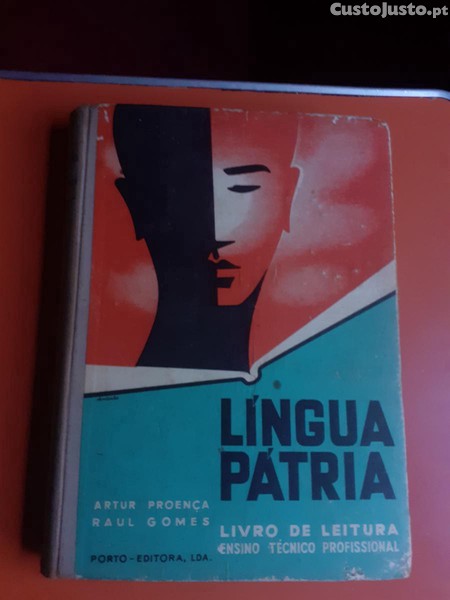 CustoJusto.pt
LÍNGUA
PÁTRIA
ARTUR PROENÇA
RAUL GOMES
LIVRO DE LEITURA
ENSINO TÉCNICO PROFISSIONAL
PORTO-EDITORA, LDA.